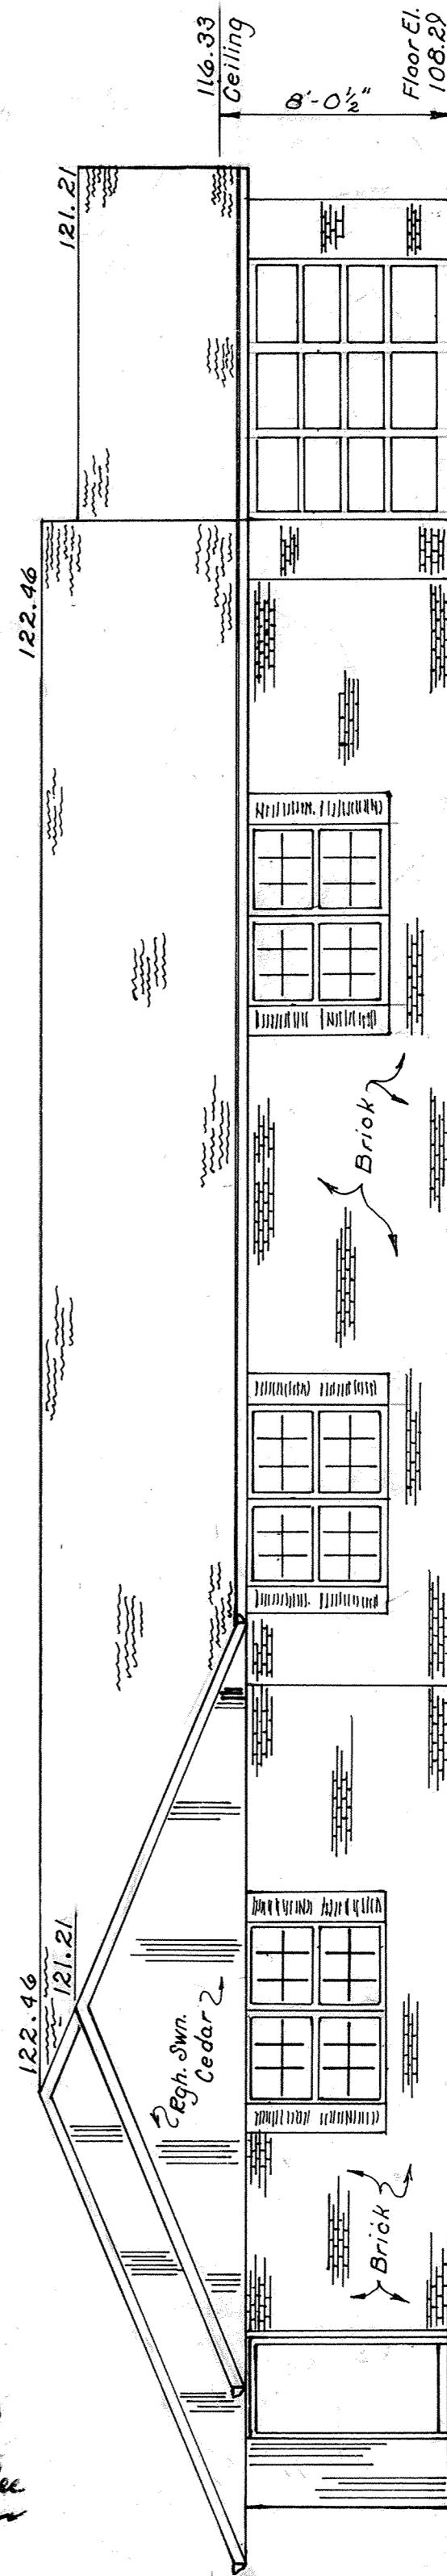 122.46
121.21
122.46
121.21
116.33
Ceiling
8'-0½"
Floor El.
108.29
Rgh. Swn.
Cedar
Brick
Brick